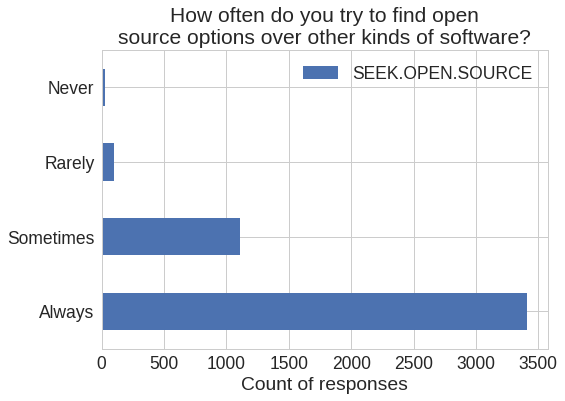 How often do you try to find open
source options over other kinds of software?
SEEK.OPEN.SOURCE
Never
Rarely
Sometimes
Always
0 500 1000 1500 2000 2500 3000 3500
Count of responses